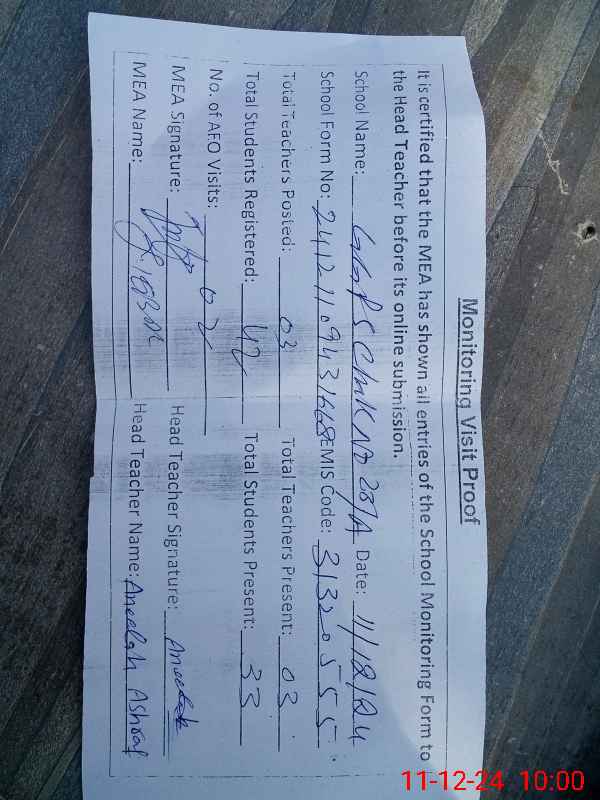 Monitoring Visit Proof
It is certified that the MEA has shown all entries of the School Monitoring Form to
the Head Teacher before its online submission.
School Name: GGPS Chak No 28/A Date: 11/12/24
School Form No: EMIS Code: 31320555
Total Teachers Posted: 03 Total Teachers Present: 03
Total Students Registered: 42 Total Students Present: 33
No. of AEO Visits: 02
MEA Signature: Head Teacher Signature: Aneelah
MEA Name: Head Teacher Name: Aneelah Ashraf
11-12-24 10:00